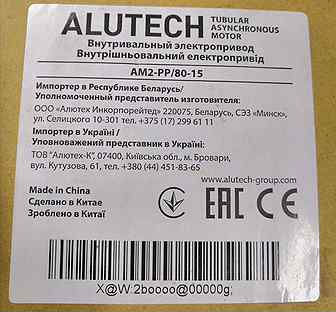 ALUTECH
TUBULAR
ASYNCHRONOUS
MOTOR
Внутривальный электропривод
Внутрішньовальний електропривід
AM2-PP/80-15
Импортер в Республике Беларусь/
Уполномоченный представитель изготовителя:
ООО «Алютех Инкорпорейтед» 220075, Беларусь, СЭЗ «Минск»,
ул. Селицкого 10-301 тел. +375 (17) 299 61 11
Імпортер в Україні /
Уповноважений представник в Україні:
ТОВ "Алютех-К", 07400, Київська обл., м. Бровари,
вул. Кутузова, 61, тел. +380 (44) 451-83-65
Made in China
Сделано в Китае
Зроблено в Китаї
www.alutech-group.com
EAC CE
X@W:2boooo@00000g;